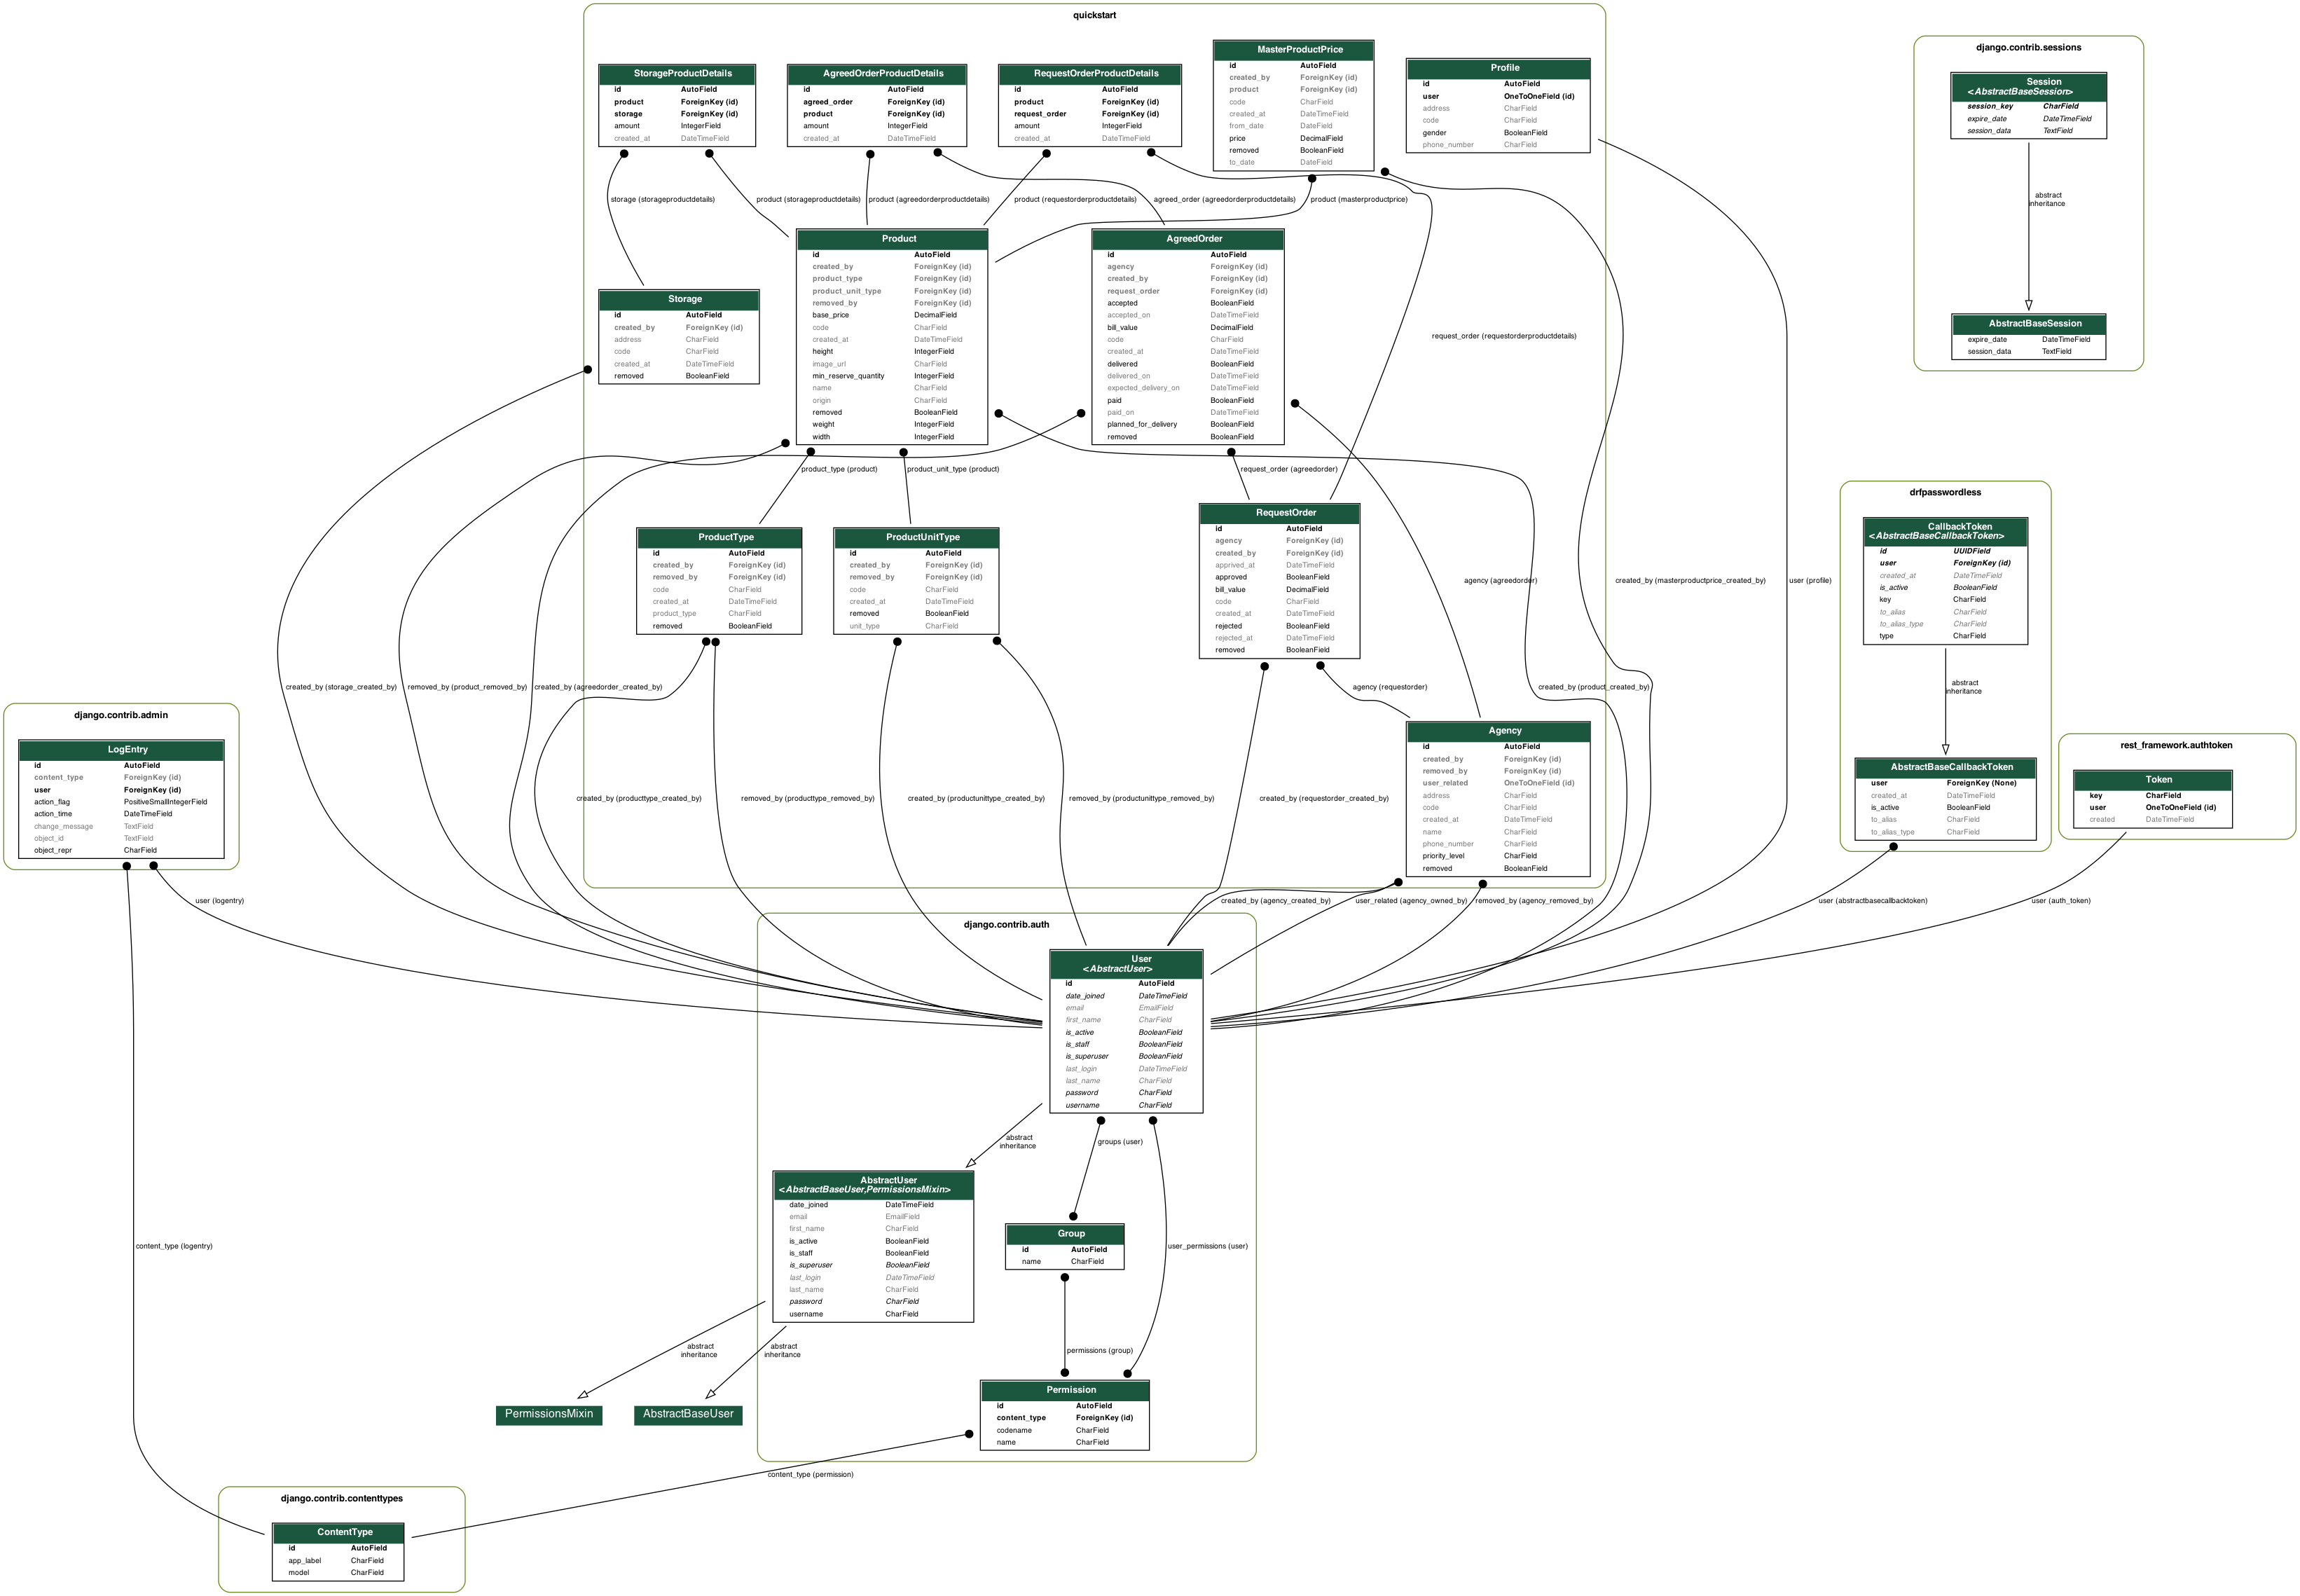 quickstart
StorageProductDetails
id AutoField
product ForeignKey (id)
storage ForeignKey (id)
amount IntegerField
created_at DateTimeField
AgreedOrderProductDetails
id AutoField
agreed_order ForeignKey (id)
product ForeignKey (id)
amount IntegerField
created_at DateTimeField
RequestOrderProductDetails
id AutoField
product ForeignKey (id)
request_order ForeignKey (id)
amount IntegerField
created_at DateTimeField
MasterProductPrice
id AutoField
created_by ForeignKey (id)
product ForeignKey (id)
code CharField
created_at DateTimeField
from_date DateField
price DecimalField
removed BooleanField
to_date DateField
Profile
id AutoField
user OneToOneField (id)
address CharField
code CharField
gender BooleanField
phone_number CharField
django.contrib.sessions
Session
<AbstractBaseSession>
session_key CharField
expire_date DateTimeField
session_data TextField
abstract
inheritance
AbstractBaseSession
expire_date DateTimeField
session_data TextField
storage (storageproductdetails)
product (storageproductdetails)
product (agreedorderproductdetails)
product (requestorderproductdetails)
agreed_order (agreedorderproductdetails)
product (masterproductprice)
Product
id AutoField
created_by ForeignKey (id)
product_type ForeignKey (id)
product_unit_type ForeignKey (id)
removed_by ForeignKey (id)
base_price DecimalField
code CharField
created_at DateTimeField
height IntegerField
image_url CharField
min_reserve_quantity IntegerField
name CharField
origin CharField
removed BooleanField
weight IntegerField
width IntegerField
AgreedOrder
id AutoField
agency ForeignKey (id)
created_by ForeignKey (id)
request_order ForeignKey (id)
accepted BooleanField
accepted_on DateTimeField
bill_value DecimalField
code CharField
created_at DateTimeField
delivered BooleanField
delivered_on DateTimeField
expected_delivery_on DateTimeField
paid BooleanField
paid_on DateTimeField
planned_for_delivery BooleanField
removed BooleanField
Storage
id AutoField
created_by ForeignKey (id)
address CharField
code CharField
created_at DateTimeField
removed BooleanField
request_order (requestorderproductdetails)
product_type (product)
product_unit_type (product)
request_order (agreedorder)
ProductType
id AutoField
created_by ForeignKey (id)
removed_by ForeignKey (id)
code CharField
created_at DateTimeField
product_type CharField
removed BooleanField
ProductUnitType
id AutoField
created_by ForeignKey (id)
removed_by ForeignKey (id)
code CharField
created_at DateTimeField
removed BooleanField
unit_type CharField
RequestOrder
id AutoField
agency ForeignKey (id)
created_by ForeignKey (id)
apprived_at DateTimeField
approved BooleanField
bill_value DecimalField
code CharField
created_at DateTimeField
rejected BooleanField
rejected_at DateTimeField
removed BooleanField
agency (agreedorder)
created_by (masterproductprice_created_by)
user (profile)
drfpasswordless
CallbackToken
<AbstractBaseCallbackToken>
id UUIDField
user ForeignKey (id)
created_at DateTimeField
is_active BooleanField
key CharField
to_alias CharField
to_alias_type CharField
type CharField
abstract
inheritance
AbstractBaseCallbackToken
user ForeignKey (None)
created_at DateTimeField
is_active BooleanField
to_alias CharField
to_alias_type CharField
rest_framework.authtoken
Token
key CharField
user OneToOneField (id)
created DateTimeField
created_by (storage_created_by)
removed_by (product_removed_by)
created_by (agreedorder_created_by)
agency (requestorder)
created_by (product_created_by)
django.contrib.admin
LogEntry
id AutoField
content_type ForeignKey (id)
user ForeignKey (id)
action_flag PositiveSmallIntegerField
action_time DateTimeField
change_message TextField
object_id TextField
object_repr CharField
Agency
id AutoField
created_by ForeignKey (id)
removed_by ForeignKey (id)
user_related OneToOneField (id)
address CharField
code CharField
created_at DateTimeField
name CharField
phone_number CharField
priority_level CharField
removed BooleanField
created_by (producttype_created_by)
removed_by (producttype_removed_by)
created_by (productunittype_created_by)
removed_by (productunittype_removed_by)
created_by (requestorder_created_by)
user (logentry)
created_by (agency_created_by)
user_related (agency_owned_by)
removed_by (agency_removed_by)
user (abstractbasecallbacktoken)
user (auth_token)
django.contrib.auth
User
<AbstractUser>
id AutoField
date_joined DateTimeField
email EmailField
first_name CharField
is_active BooleanField
is_staff BooleanField
is_superuser BooleanField
last_login DateTimeField
last_name CharField
password CharField
username CharField
abstract
inheritance
groups (user)
AbstractUser
<AbstractBaseUser,PermissionsMixin>
date_joined DateTimeField
email EmailField
first_name CharField
is_active BooleanField
is_staff BooleanField
is_superuser BooleanField
last_login DateTimeField
last_name CharField
password CharField
username CharField
Group
id AutoField
name CharField
user_permissions (user)
content_type (logentry)
abstract
inheritance
abstract
inheritance
permissions (group)
PermissionsMixin
AbstractBaseUser
Permission
id AutoField
content_type ForeignKey (id)
codename CharField
name CharField
content_type (permission)
django.contrib.contenttypes
ContentType
id AutoField
app_label CharField
model CharField